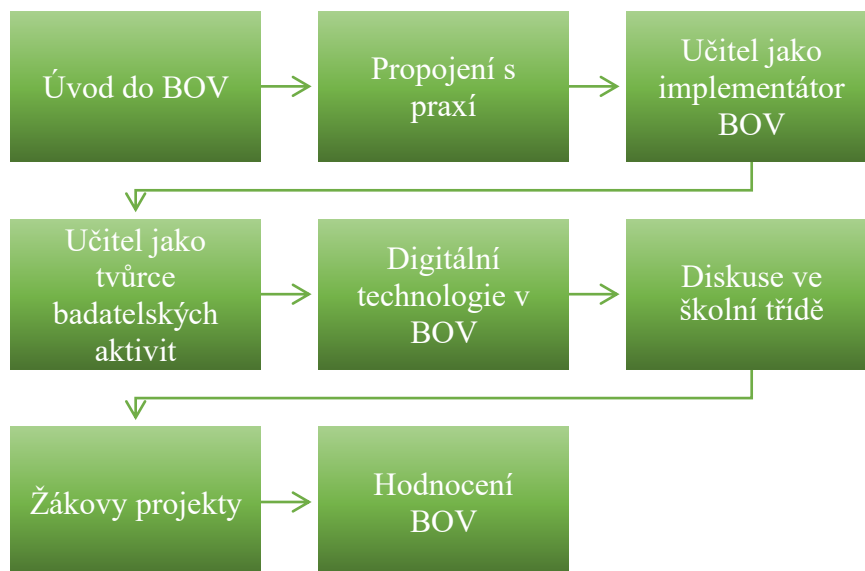 Úvod do BOV
Propojení s
praxí
Učitel jako
implementátor
BOV
Učitel jako
tvůrce
badatelských
aktivit
Digitální
technologie v
BOV
Diskuse ve
školní třídě
Žákovy projekty
Hodnocení
BOV